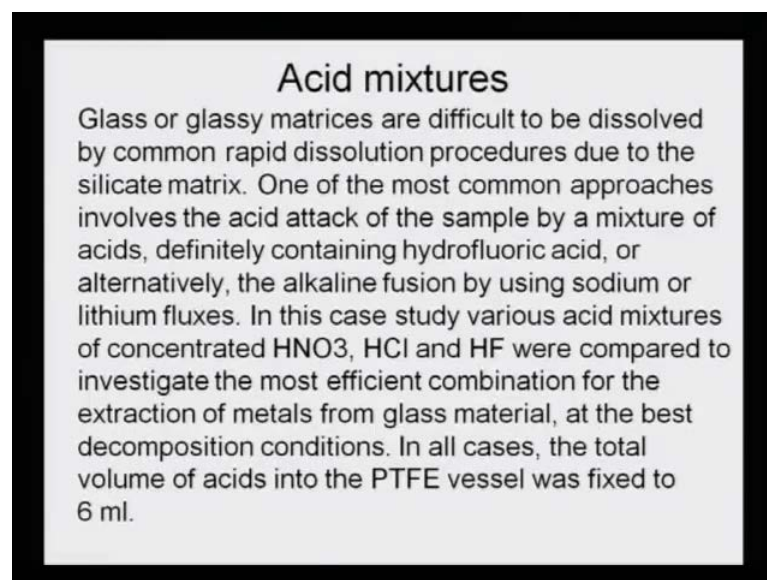 Acid mixtures
Glass or glassy matrices are difficult to be dissolved
by common rapid dissolution procedures due to the
silicate matrix. One of the most common approaches
involves the acid attack of the sample by a mixture of
acids, definitely containing hydrofluoric acid, or
alternatively, the alkaline fusion by using sodium or
lithium fluxes. In this case study various acid mixtures
of concentrated HNO3, HCl and HF were compared to
investigate the most efficient combination for the
extraction of metals from glass material, at the best
decomposition conditions. In all cases, the total
volume of acids into the PTFE vessel was fixed to
6 ml.